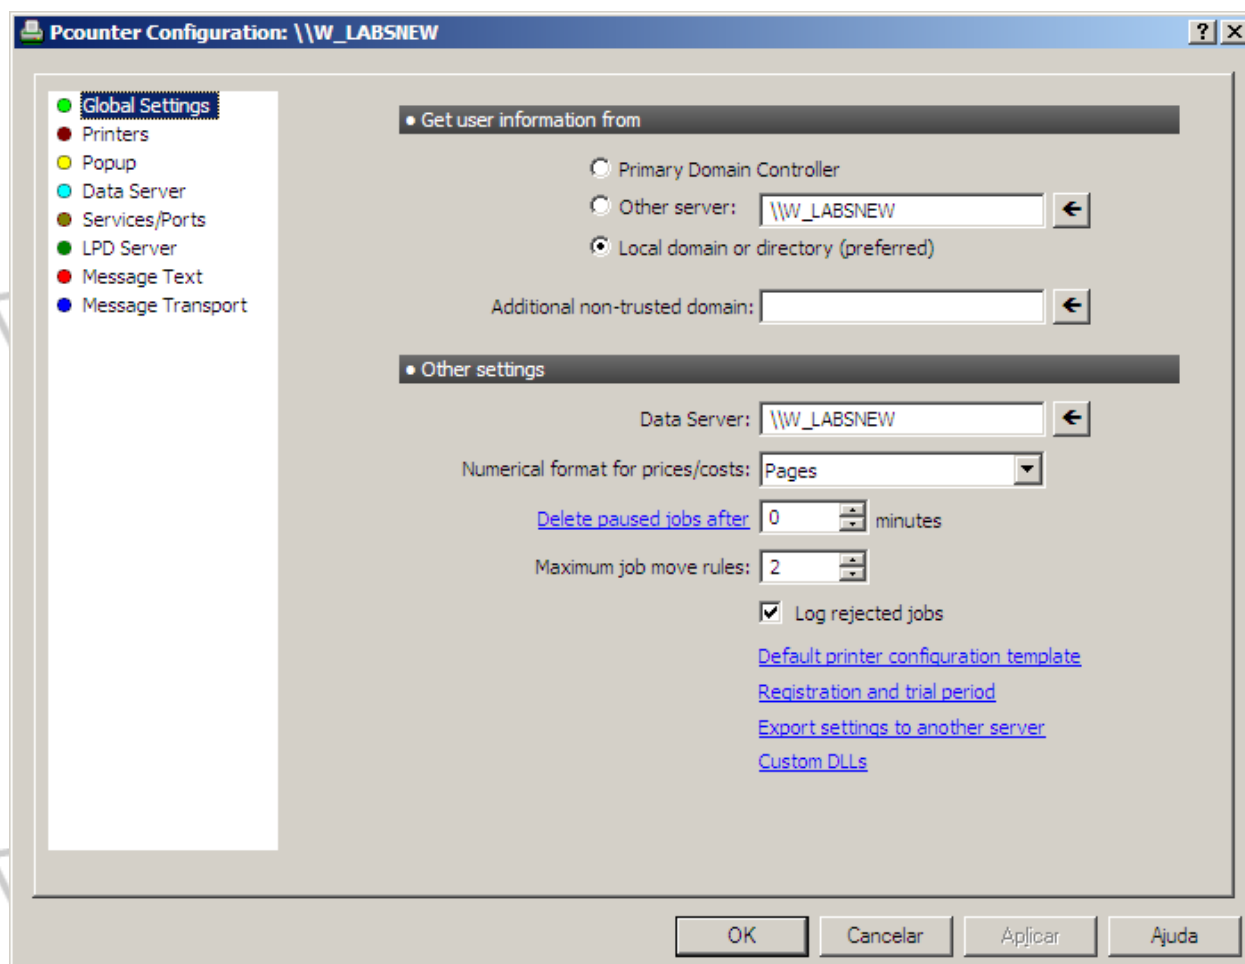 Pcounter Configuration: \\W_LABSNEW
Global Settings
Printers
Popup
Data Server
Services/Ports
LPD Server
Message Text
Message Transport
Get user information from
Primary Domain Controller
Other server: \\W_LABSNEW
Local domain or directory (preferred)
Additional non-trusted domain:
Other settings
Data Server: \\W_LABSNEW
Numerical format for prices/costs: Pages
Delete paused jobs after 0 minutes
Maximum job move rules: 2
Log rejected jobs
Default printer configuration template
Registration and trial period
Export settings to another server
Custom DLLs
OK Cancelar Aplicar Ajuda